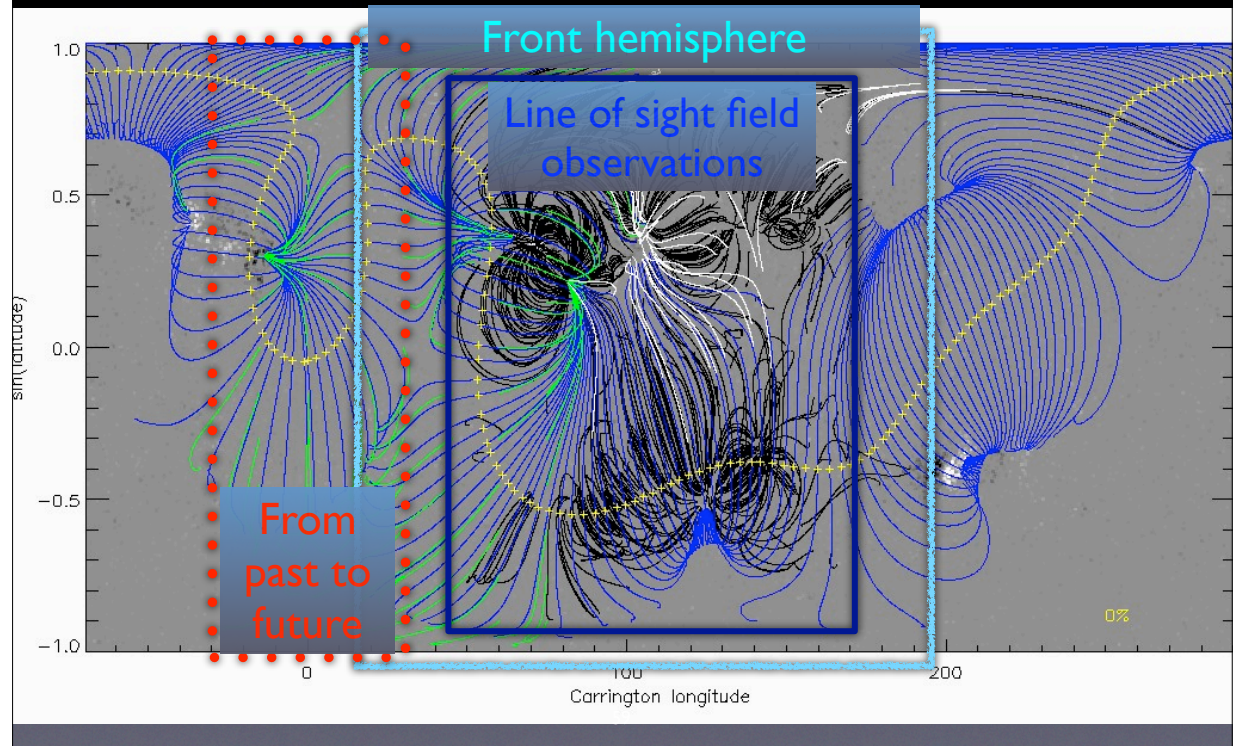 Front hemisphere
Line of sight field
observations
1.0
0.5
0.0
−0.5
−1.0
sin(latitude)
From
past to
future
0%
0
100
200
Carrington longitude